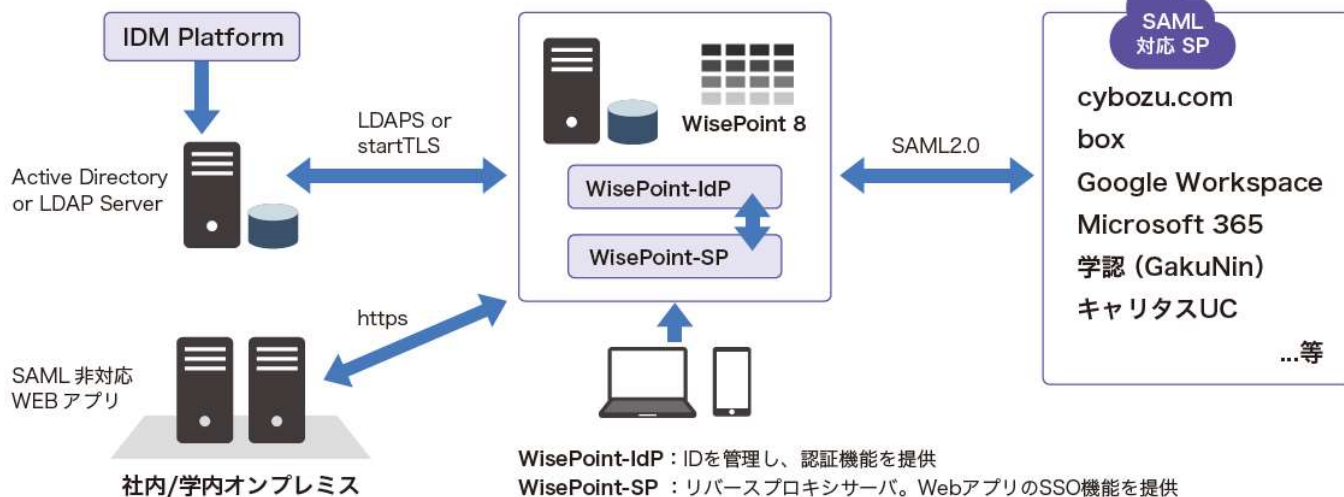 IDM Platform
Active Directory
or LDAP Server
LDAPS or
startTLS
WisePoint 8
WisePoint-IdP
WisePoint-SP
SAML2.0
SAML
対応 SP
cybozu.com
box
Google Workspace
Microsoft 365
学認 (GakuNin)
キャリタスUC
...等
https
SAML 非対応
WEB アプリ
社内/学内オンプレミス
WisePoint-IdP：IDを管理し、認証機能を提供
WisePoint-SP ：リバースプロキシサーバ。WebアプリのSSO機能を提供